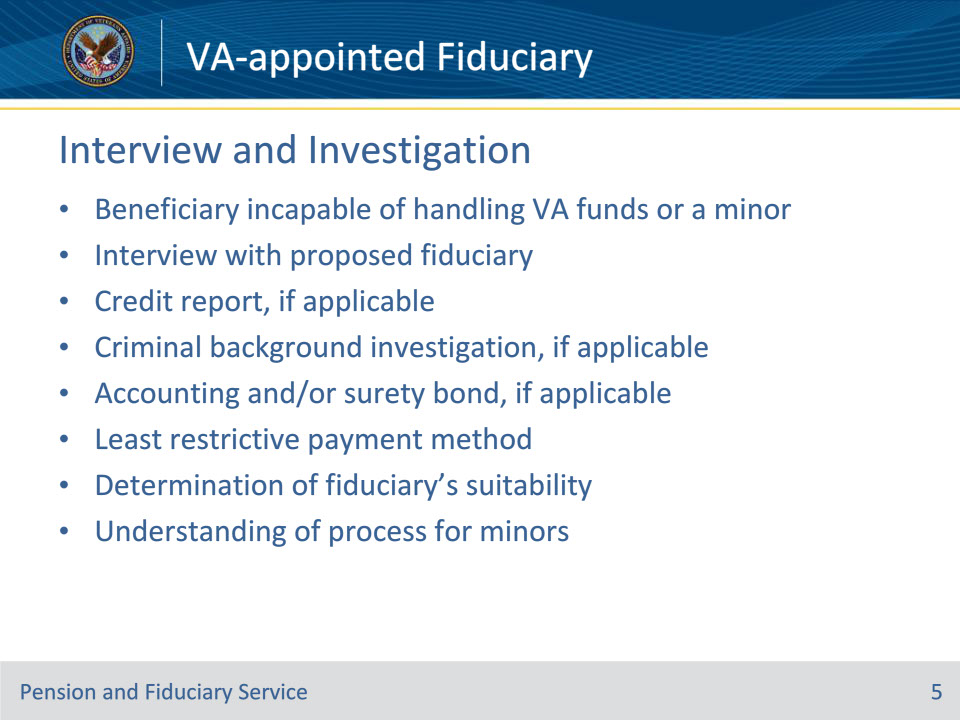 VA-appointed Fiduciary
Interview and Investigation
• Beneficiary incapable of handling VA funds or a minor
• Interview with proposed fiduciary
• Credit report, if applicable
• Criminal background investigation, if applicable
• Accounting and/or surety bond, if applicable
• Least restrictive payment method
• Determination of fiduciary’s suitability
• Understanding of process for minors
Pension and Fiduciary Service
5